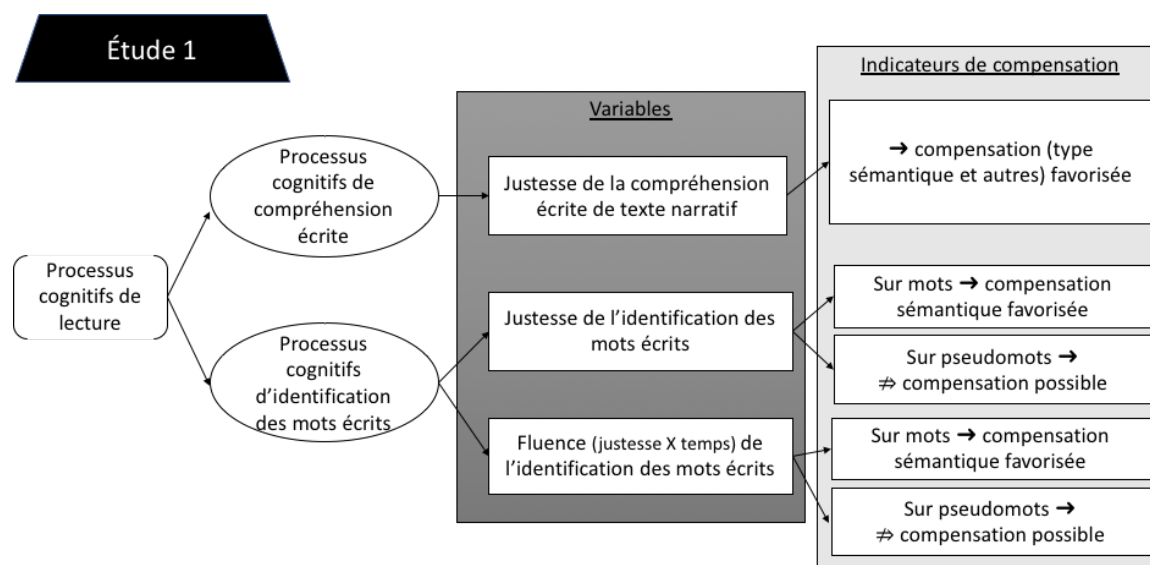 Étude 1
Processus
cognitifs de
lecture
Processus
cognitifs de
compréhension
écrite
Processus
cognitifs
d'identification
des mots écrits
Variables
Justesse de la compréhension
écrite de texte narratif
Justesse de l'identification des
mots écrits
Fluence (justesse X temps) de
l'identification des mots écrits
Indicateurs de compensation
➔ compensation (type
sémantique et autres) favorisée
Sur mots ➔ compensation
sémantique favorisée
Sur pseudomots ➔
⇏ compensation possible
Sur mots ➔ compensation
sémantique favorisée
Sur pseudomots ➔
⇏ compensation possible